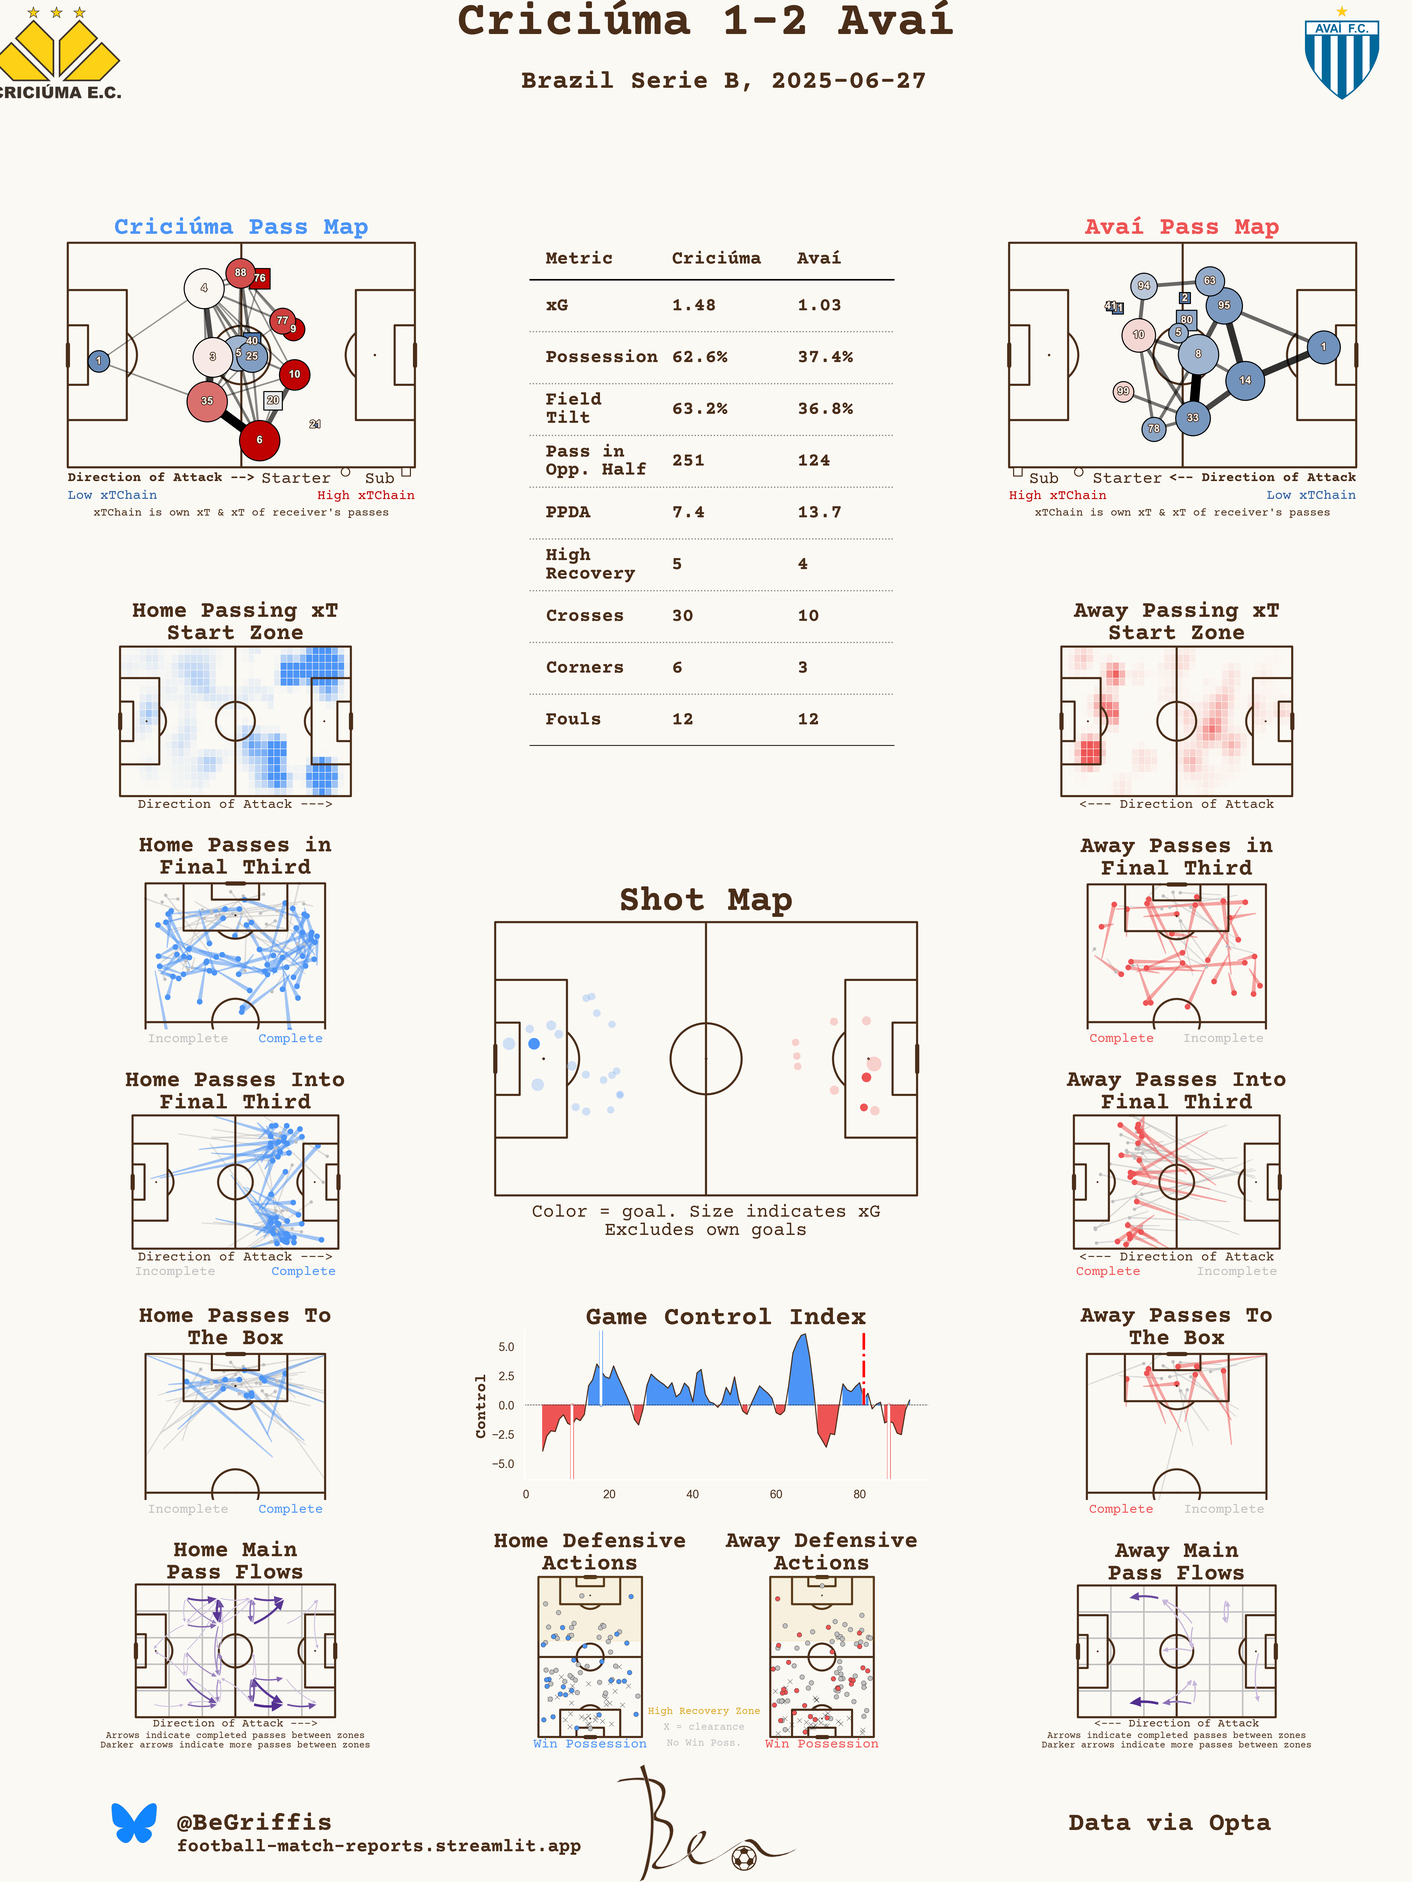 Criciúma 1-2 Avaí
Brazil Serie B, 2025-06-27
CRICIÚMA E.C.
AVAÍ F.C.
Criciúma Pass Map
4
88
76
77
9
40
5
25
3
1
10
35
20
21
6
Direction of Attack --> Starter Sub
Low xTChain High xTChain
xTChain is own xT & xT of receiver's passes
Metric Criciúma Avaí
xG 1.48 1.03
Possession 62.6% 37.4%
Field
Tilt 63.2% 36.8%
Pass in
Opp. Half 251 124
PPDA 7.4 13.7
High
Recovery 5 4
Crosses 30 10
Corners 6 3
Fouls 12 12
Avaí Pass Map
94
63
2
95
41
80
10
5
8
1
14
99
33
78
Sub Starter <-- Direction of Attack
High xTChain Low xTChain
xTChain is own xT & xT of receiver's passes
Home Passing xT
Start Zone
Direction of Attack --->
Away Passing xT
Start Zone
<--- Direction of Attack
Home Passes in
Final Third
Incomplete Complete
Away Passes in
Final Third
Complete Incomplete
Shot Map
Color = goal. Size indicates xG
Excludes own goals
Home Passes Into
Final Third
Direction of Attack --->
Incomplete Complete
Away Passes Into
Final Third
<--- Direction of Attack
Complete Incomplete
Home Passes To
The Box
Incomplete Complete
Game Control Index
Control
5.0
2.5
0.0
−2.5
−5.0
0 20 40 60 80
Away Passes To
The Box
Complete Incomplete
Home Main
Pass Flows
Direction of Attack --->
Arrows indicate completed passes between zones
Darker arrows indicate more passes between zones
Home Defensive
Actions
Win Possession
High Recovery Zone
X = clearance
No Win Poss.
Away Defensive
Actions
Win Possession
Away Main
Pass Flows
<--- Direction of Attack
Arrows indicate completed passes between zones
Darker arrows indicate more passes between zones
@BeGriffis
football-match-reports.streamlit.app
Ben
Data via Opta